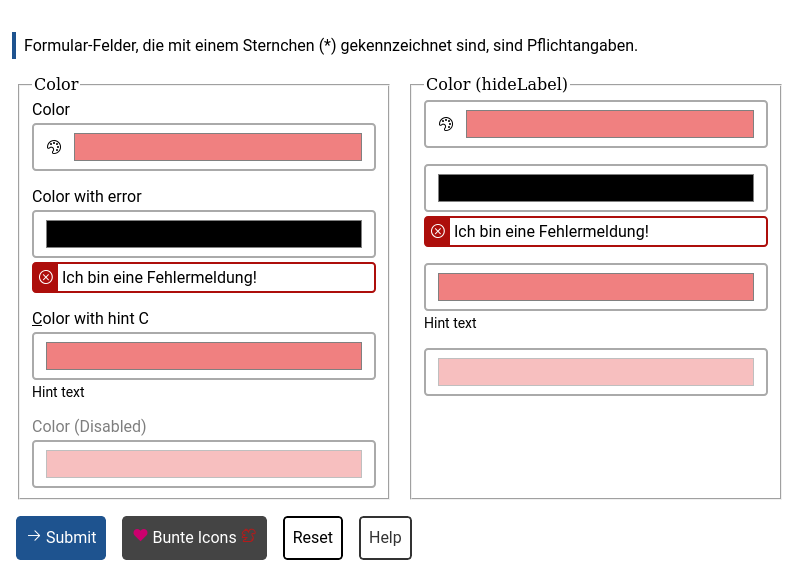 Formular-Felder, die mit einem Sternchen (*) gekennzeichnet sind, sind Pflichtangaben.
Color
Color
Color with error
Ich bin eine Fehlermeldung!
Color with hint C
Hint text
Color (Disabled)
Color (hideLabel)
Ich bin eine Fehlermeldung!
Hint text
Submit
Bunte Icons
Reset
Help